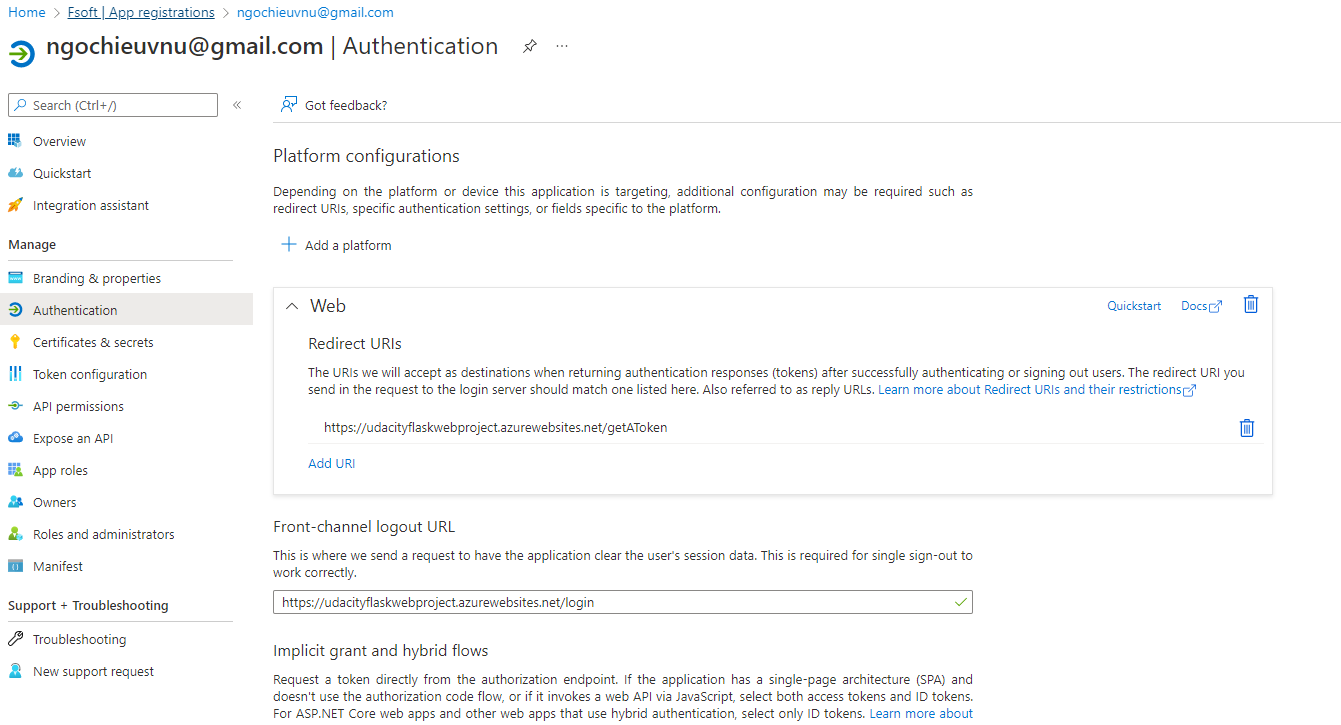 Home > Fsoft | App registrations > ngochieuvnu@gmail.com
ngochieuvnu@gmail.com | Authentication
Search (Ctrl+/)
Overview
Quickstart
Integration assistant
Manage
Branding & properties
Authentication
Certificates & secrets
Token configuration
API permissions
Expose an API
App roles
Owners
Roles and administrators
Manifest
Support + Troubleshooting
Troubleshooting
New support request
Got feedback?
Platform configurations
Depending on the platform or device this application is targeting, additional configuration may be required such as
redirect URIs, specific authentication settings, or fields specific to the platform.
Add a platform
Web
Quickstart
Docs
Redirect URIs
The URIs we will accept as destinations when returning authentication responses (tokens) after successfully authenticating or signing out users. The redirect URI you
send in the request to the login server should match one listed here. Also referred to as reply URLs. Learn more about Redirect URIs and their restrictions
https://udacityflaskwebproject.azurewebsites.net/getAToken
Add URI
Front-channel logout URL
This is where we send a request to have the application clear the user's session data. This is required for single sign-out to
work correctly.
https://udacityflaskwebproject.azurewebsites.net/login
Implicit grant and hybrid flows
Request a token directly from the authorization endpoint. If the application has a single-page architecture (SPA) and
doesn't use the authorization code flow, or if it invokes a web API via JavaScript, select both access tokens and ID tokens.
For ASP.NET Core web apps and other web apps that use hybrid authentication, select only ID tokens. Learn more about